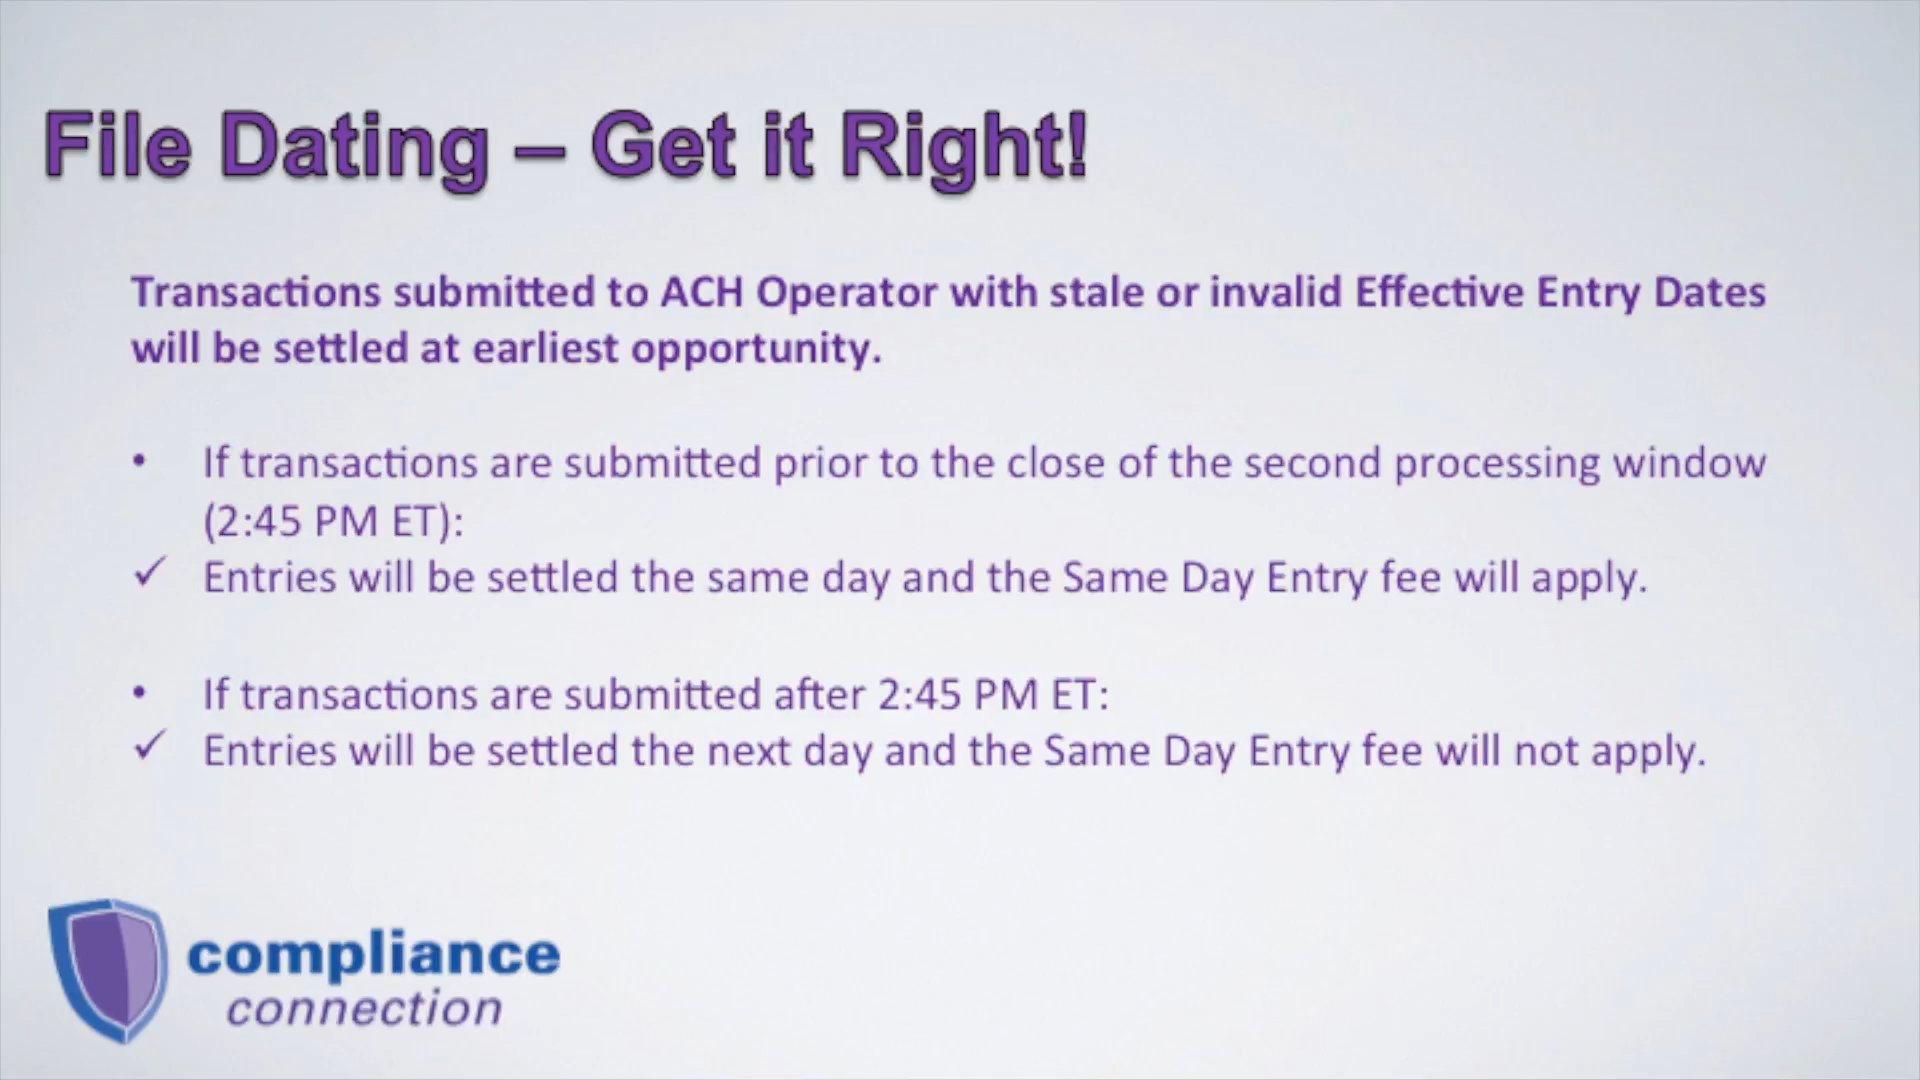 File Dating – Get it Right!
Transactions submitted to ACH Operator with stale or invalid Effective Entry Dates
will be settled at earliest opportunity.
• If transactions are submitted prior to the close of the second processing window
(2:45 PM ET):
✓ Entries will be settled the same day and the Same Day Entry fee will apply.
• If transactions are submitted after 2:45 PM ET:
✓ Entries will be settled the next day and the Same Day Entry fee will not apply.
compliance
connection